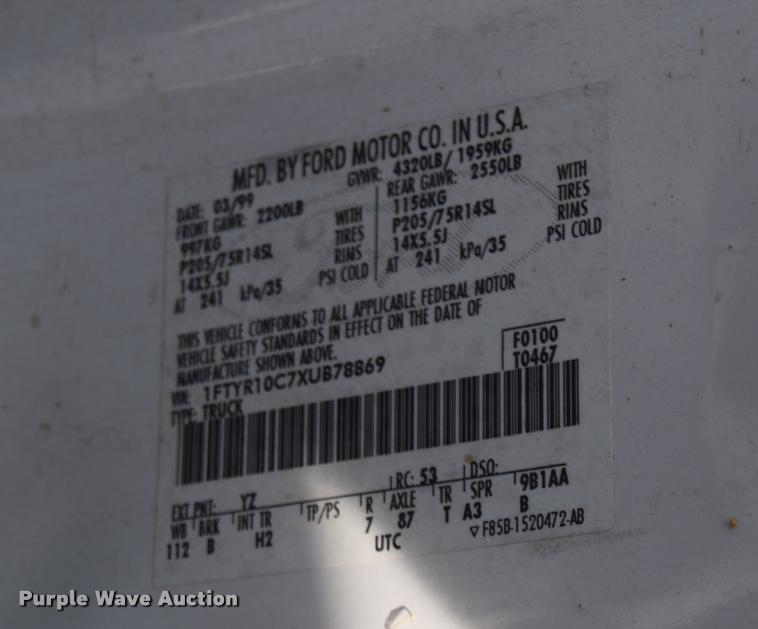 MFD. BY FORD MOTOR CO. IN U.S.A.
DATE: 03/99 GVWR: 4320LB/ 1959KG
FRONT GAWR: 2200LB REAR GAWR: 2550LB
997KG WITH 1156KG WITH
P205/75R14SL TIRES P205/75R14SL TIRES
14X5.5J RIMS 14X5.5J RIMS
AT 241 kPa/35 PSI COLD AT 241 kPa/35 PSI COLD
THIS VEHICLE CONFORMS TO ALL APPLICABLE FEDERAL MOTOR
VEHICLE SAFETY STANDARDS IN EFFECT ON THE DATE OF
MANUFACTURE SHOWN ABOVE.
F0100
VIN: 1FTYR10C7XUB78869 T0467
TYPE: TRUCK
EXT PNT: YZ RC: 53 DSO:
WB BRK INT TR TP/PS R AXLE TR SPR 9B1AA
112 B H2 7 87 T A3 B
UTC ▽F85B-1520472-AB
Purple Wave Auction